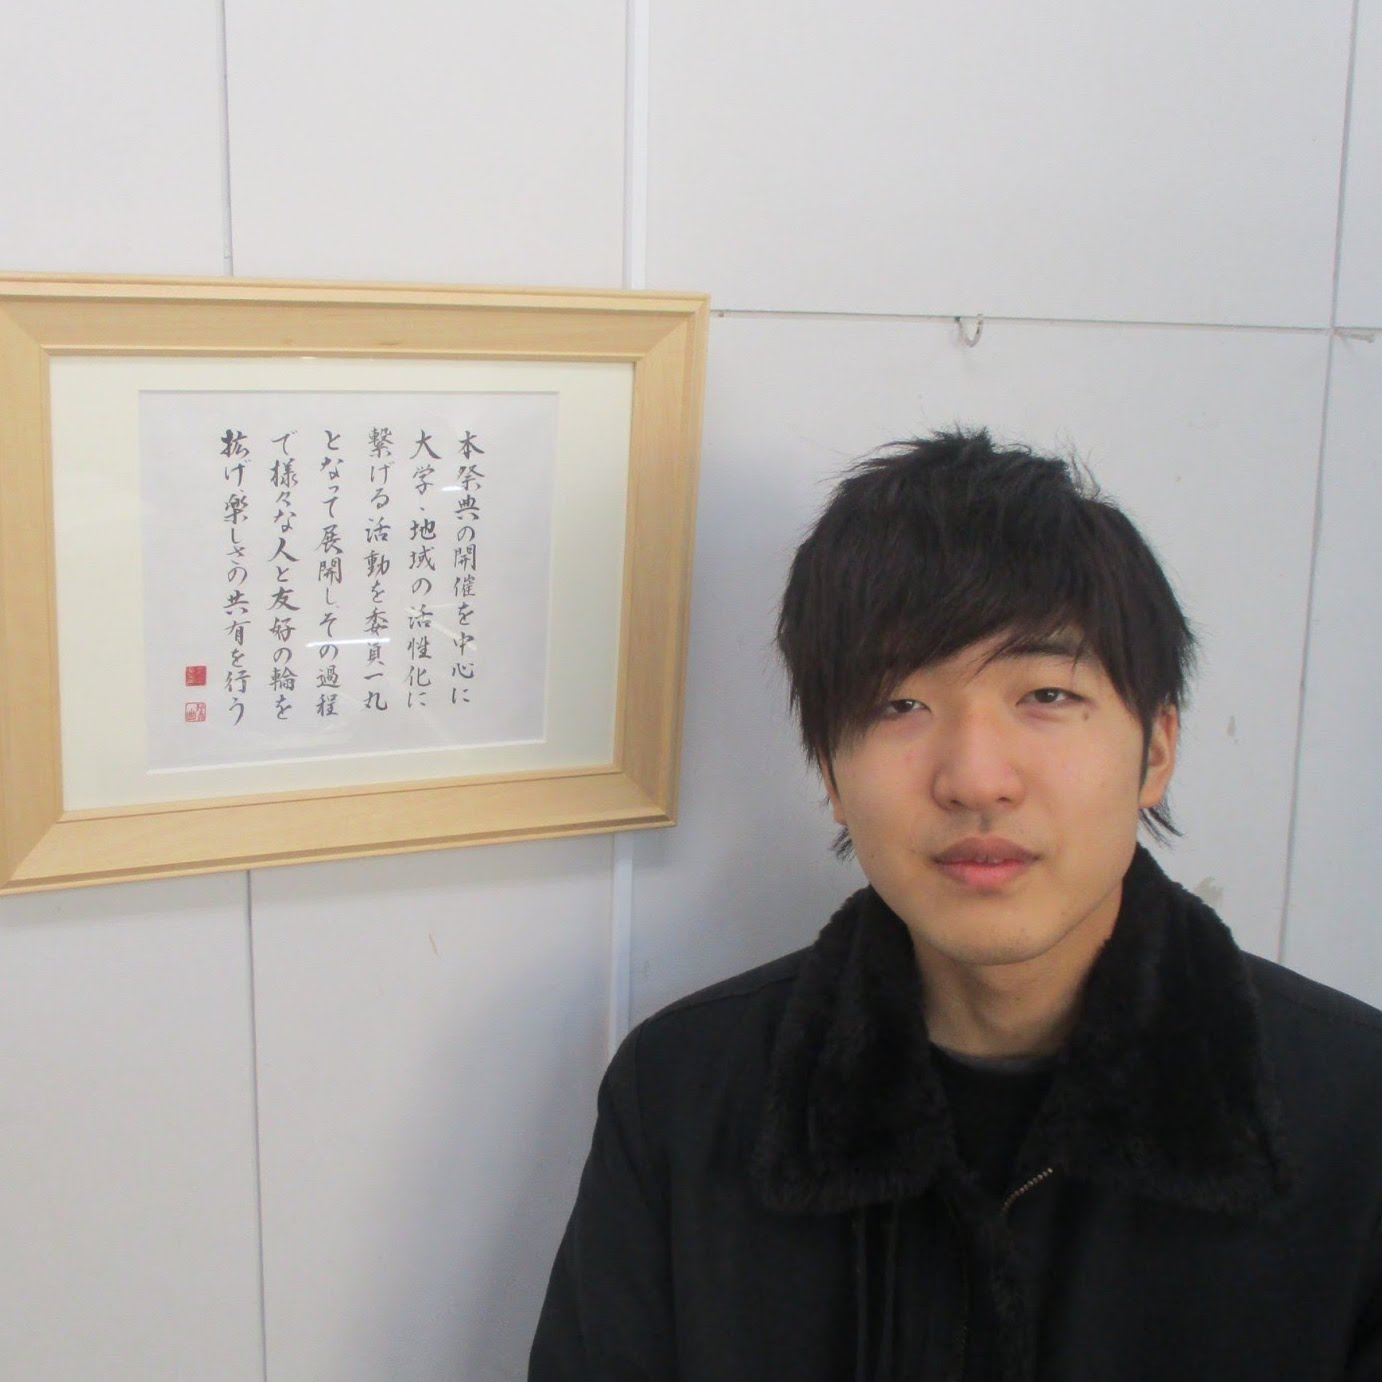 本祭典の開催を中心に
大学・地域の活性化に
繋げる活動を委員一丸
となって展開し、その過程
で様々な人と友好の輪を
拡げ、楽しさの共有を行う